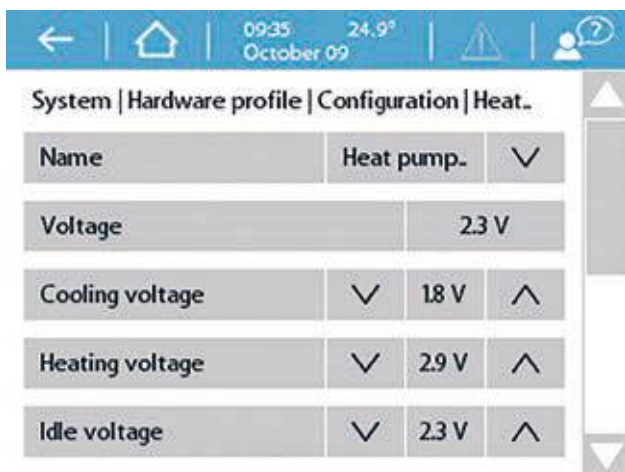 09:35 24.9°
October 09
?
System | Hardware profile | Configuration | Heat..
Name Heat pump..
Voltage 2.3 V
Cooling voltage 1.8 V
Heating voltage 2.9 V
Idle voltage 2.3 V